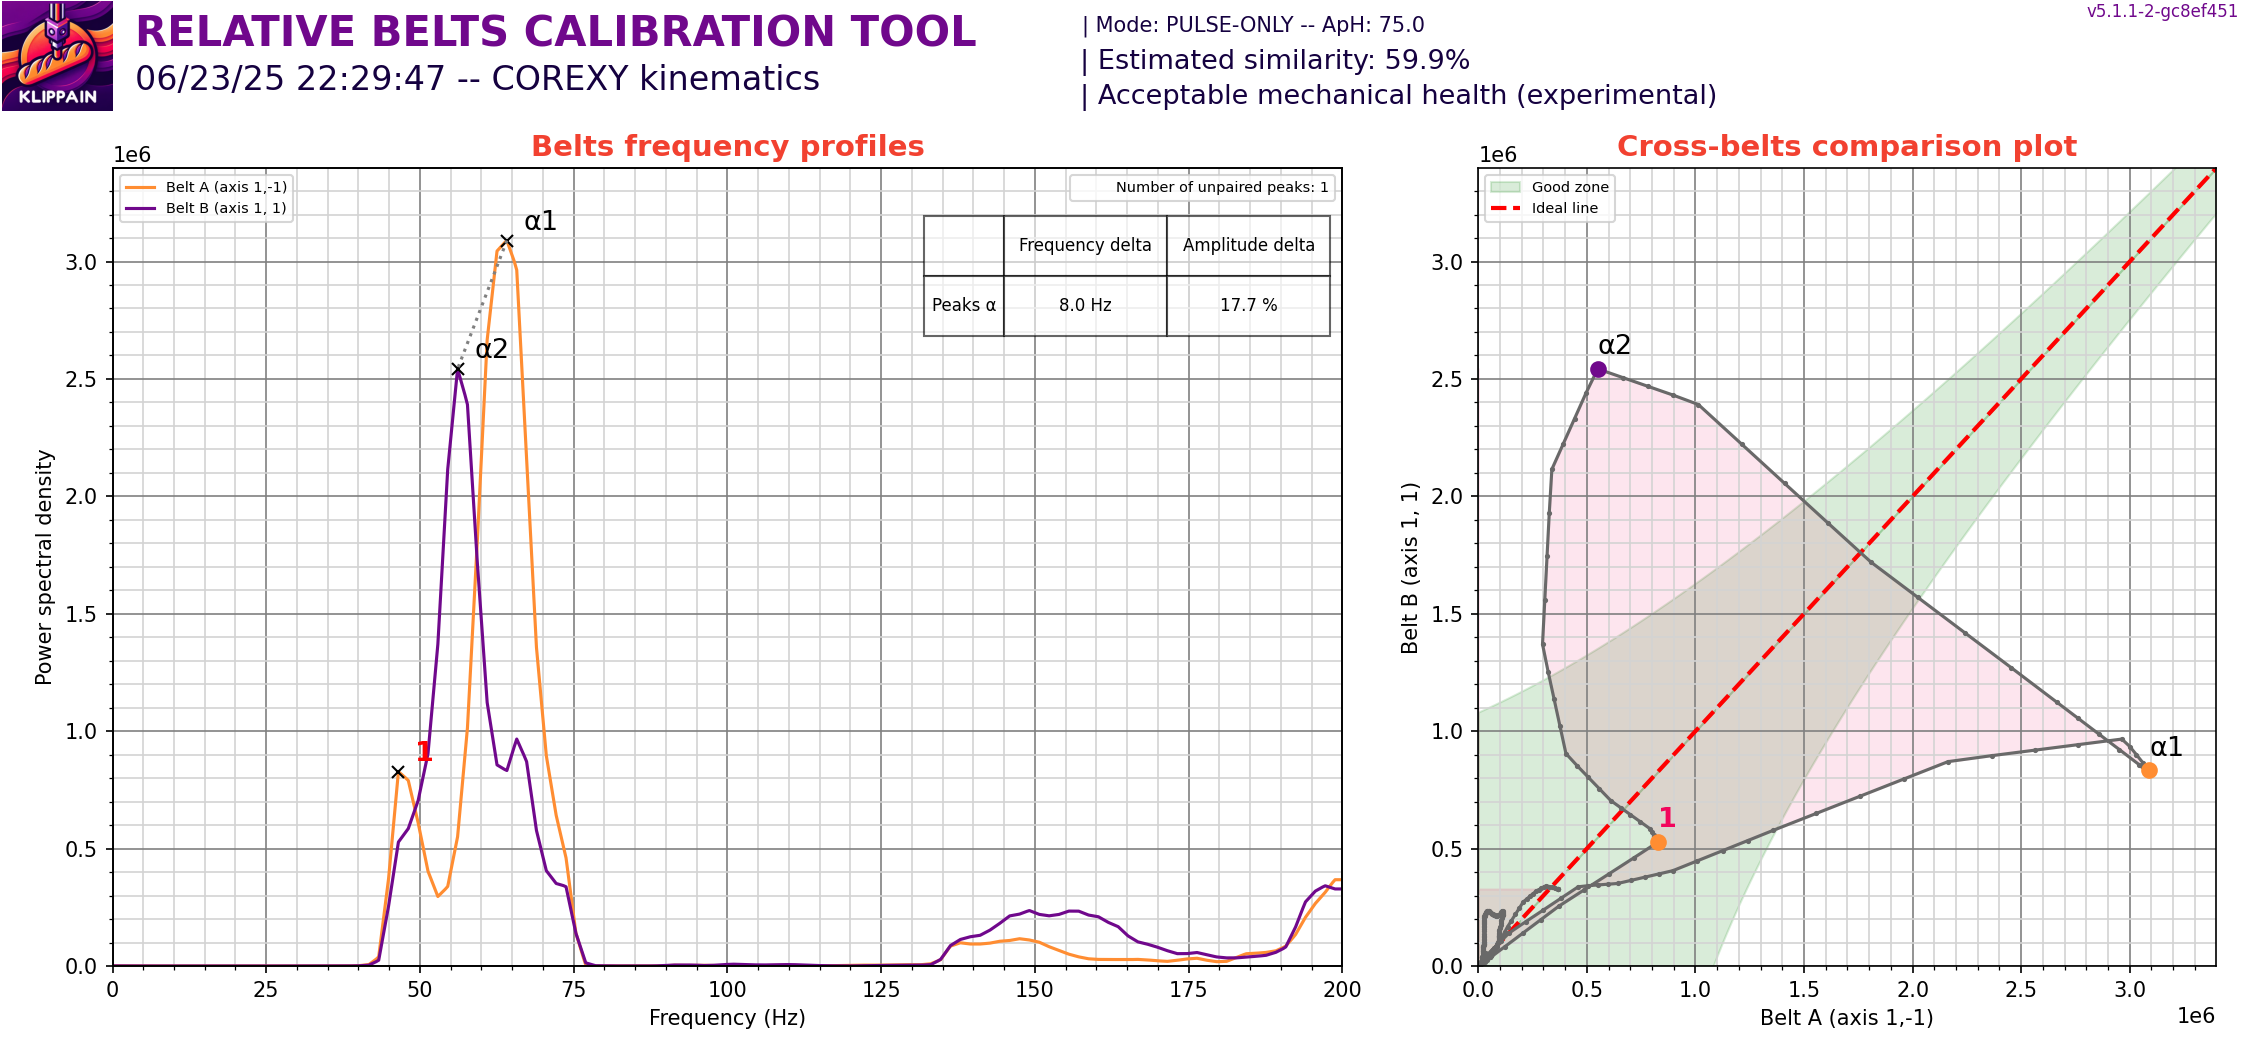 KLIPPAIN
RELATIVE BELTS CALIBRATION TOOL
06/23/25 22:29:47 -- COREXY kinematics
| Mode: PULSE-ONLY -- ApH: 75.0
| Estimated similarity: 59.9%
| Acceptable mechanical health (experimental)
v5.1.1-2-gc8ef451
Belts frequency profiles
1e6
Belt A (axis 1,-1)
Belt B (axis 1, 1)
Number of unpaired peaks: 1
Frequency delta Amplitude delta
Peaks α 8.0 Hz 17.7 %
α1
α2
1
3.0
2.5
2.0
1.5
1.0
0.5
0.0
Power spectral density
0 25 50 75 100 125 150 175 200
Frequency (Hz)
Cross-belts comparison plot
1e6
Good zone
Ideal line
α2
α1
1
3.0
2.5
2.0
1.5
1.0
0.5
0.0
Belt B (axis 1, 1)
0.0 0.5 1.0 1.5 2.0 2.5 3.0
Belt A (axis 1,-1)
1e6